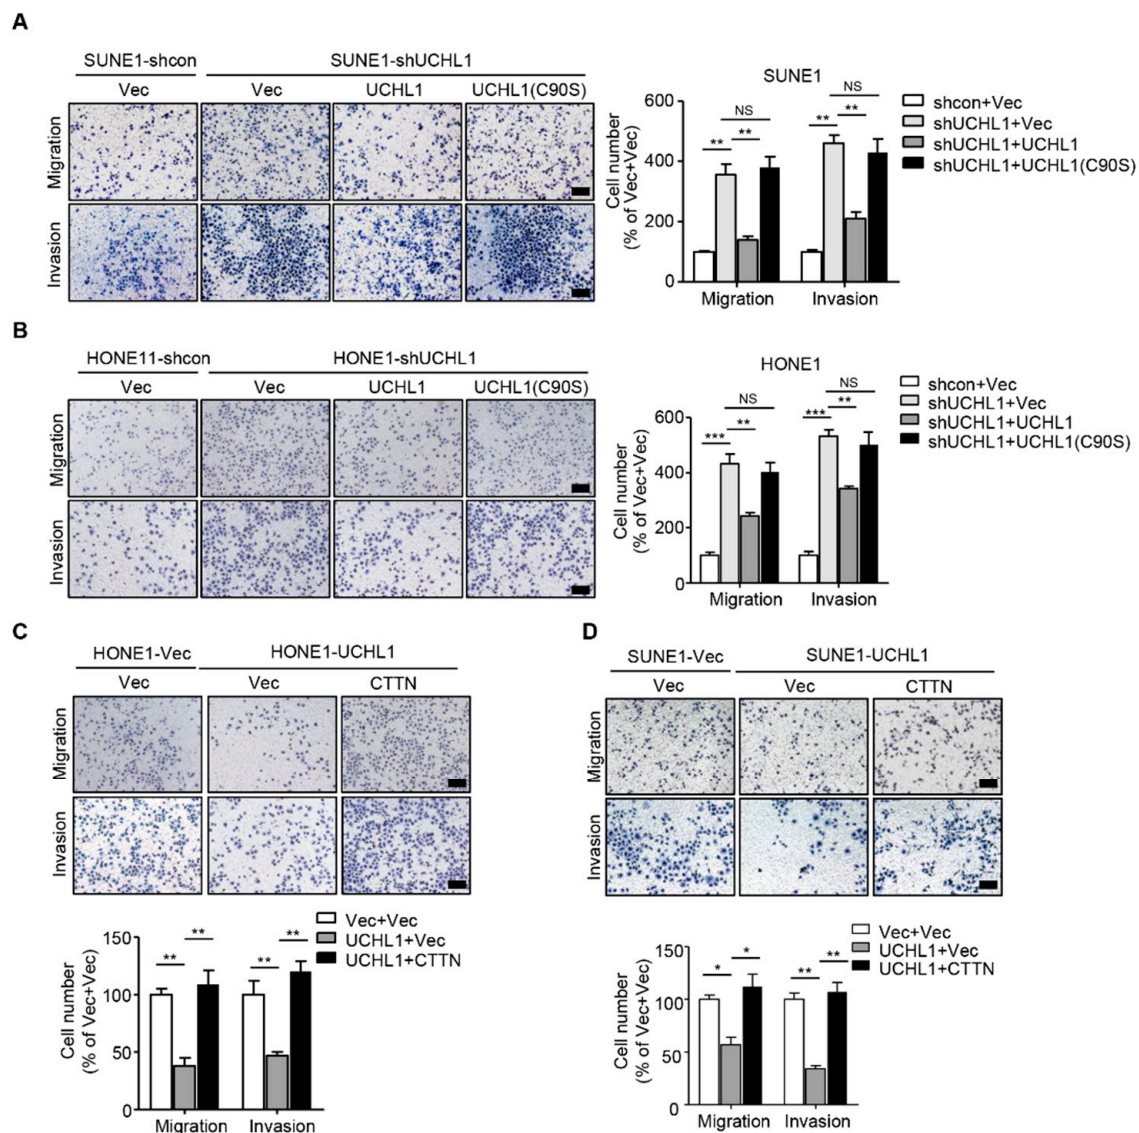 A
SUNE1-shcon SUNE1-shUCHL1
Vec Vec UCHL1 UCHL1(C90S)
Migration
Invasion
SUNE1
Cell number
(% of Vec+Vec)
600
400
200
0
** ** NS
** ** NS
Migration Invasion
shcon+Vec
shUCHL1+Vec
shUCHL1+UCHL1
shUCHL1+UCHL1(C90S)
B
HONE11-shcon HONE1-shUCHL1
Vec Vec UCHL1 UCHL1(C90S)
Migration
Invasion
HONE1
Cell number
(% of Vec+Vec)
600
400
200
0
*** ** NS
*** ** NS
Migration Invasion
shcon+Vec
shUCHL1+Vec
shUCHL1+UCHL1
shUCHL1+UCHL1(C90S)
C
HONE1-Vec HONE1-UCHL1
Vec Vec CTTN
Migration
Invasion
Cell number
(% of Vec+Vec)
150
100
50
0
** **
** **
Migration Invasion
Vec+Vec
UCHL1+Vec
UCHL1+CTTN
D
SUNE1-Vec SUNE1-UCHL1
Vec Vec CTTN
Migration
Invasion
Cell number
(% of Vec+Vec)
150
100
50
0
* *
** **
Migration Invasion
Vec+Vec
UCHL1+Vec
UCHL1+CTTN